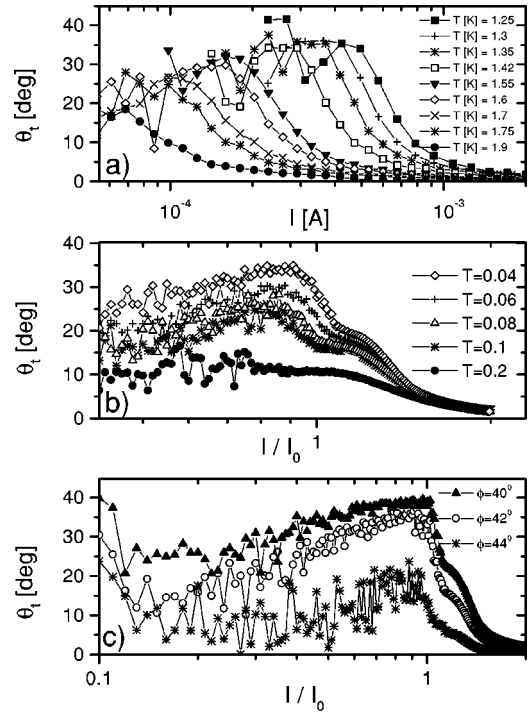 a)
θt [deg]
50
40
30
20
10
0
T [K] = 1.25
T [K] = 1.3
T [K] = 1.35
T [K] = 1.42
T [K] = 1.55
T [K] = 1.6
T [K] = 1.7
T [K] = 1.75
T [K] = 1.9
10-4
10-3
I [A]
b)
θt [deg]
40
30
20
10
0
T=0.04
T=0.06
T=0.08
T=0.1
T=0.2
1
I / I0
c)
θt [deg]
40
30
20
10
0
ϕ=40°
ϕ=42°
ϕ=44°
0.1
1
I / I0